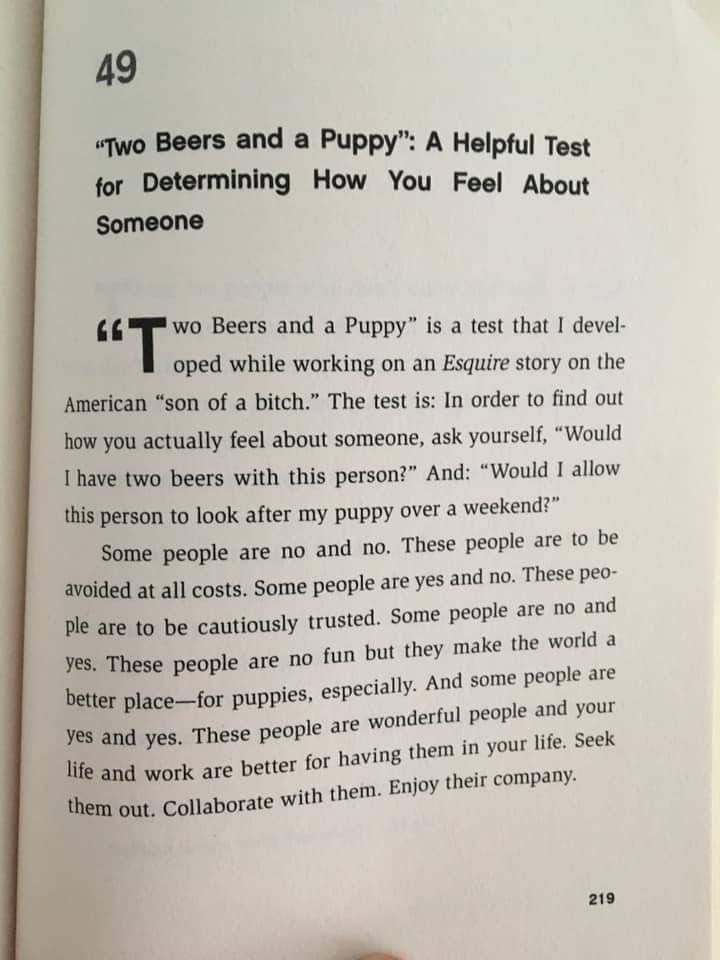 49
“Two Beers and a Puppy”: A Helpful Test
for Determining How You Feel About
Someone
“Two Beers and a Puppy” is a test that I devel-
oped while working on an Esquire story on the
American “son of a bitch.” The test is: In order to find out
how you actually feel about someone, ask yourself, “Would
I have two beers with this person?” And: “Would I allow
this person to look after my puppy over a weekend?”
Some people are no and no. These people are to be
avoided at all costs. Some people are yes and no. These peo-
ple are to be cautiously trusted. Some people are no and
yes. These people are no fun but they make the world a
better place—for puppies, especially. And some people are
yes and yes. These people are wonderful people and your
life and work are better for having them in your life. Seek
them out. Collaborate with them. Enjoy their company.
219